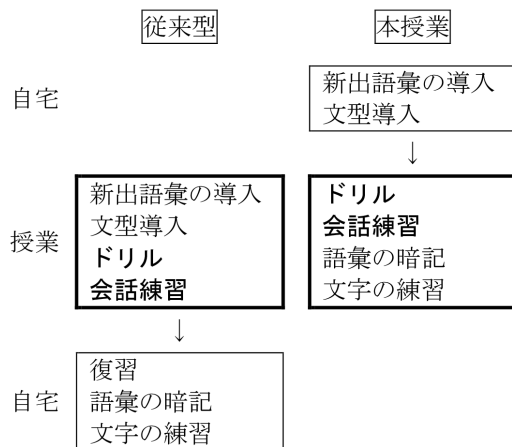 従来型
本授業
自宅
新出語彙の導入
文型導入
↓
授業
新出語彙の導入
文型導入
ドリル
会話練習
ドリル
会話練習
語彙の暗記
文字の練習
↓
自宅
復習
語彙の暗記
文字の練習